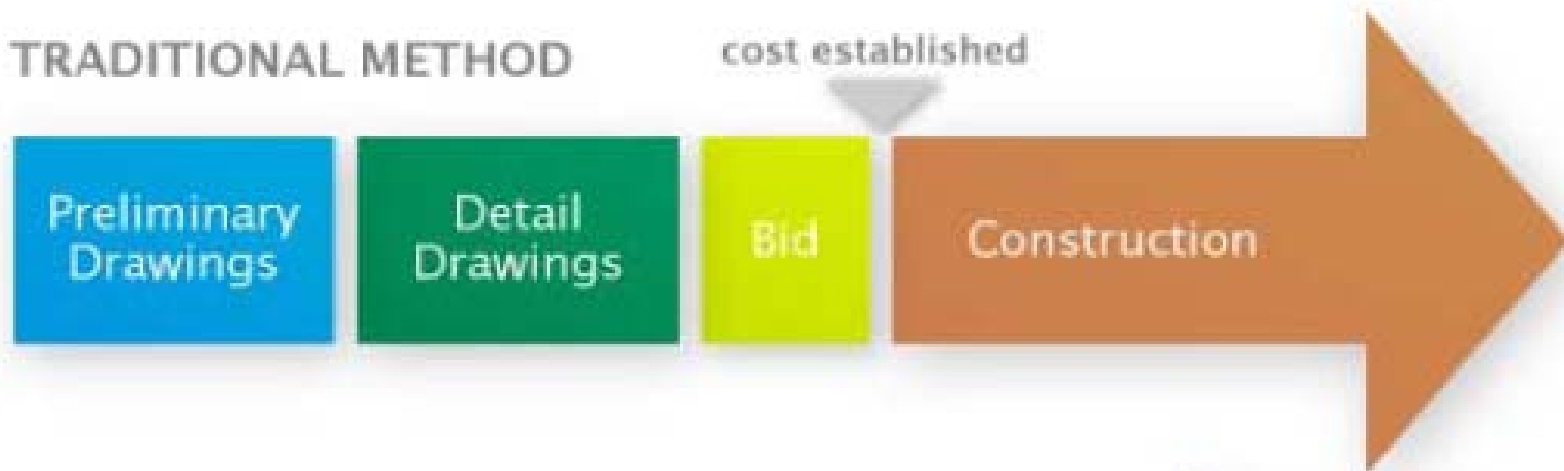 TRADITIONAL METHOD
cost established
Preliminary
Drawings
Detail
Drawings
Bid
Construction